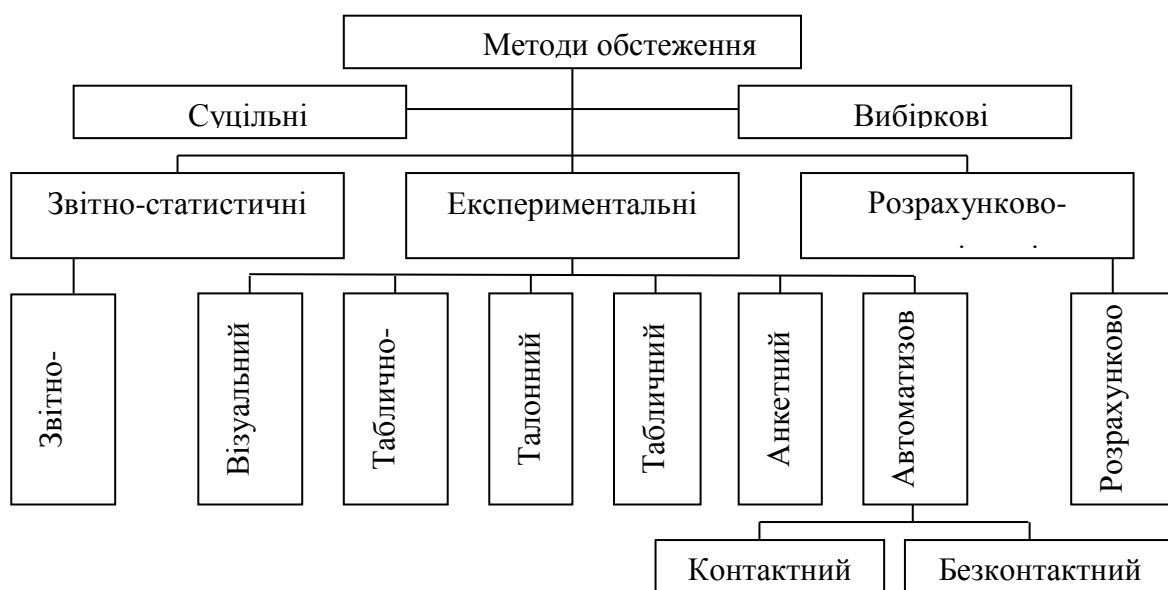 Методи обстеження
Суцільні
Вибіркові
Звітно-статистичні
Експериментальні
Розрахунково-
Звітно-
Візуальний
Таблично-
Талонний
Табличний
Анкетний
Автоматизов
Розрахунково
Контактний
Безконтактний